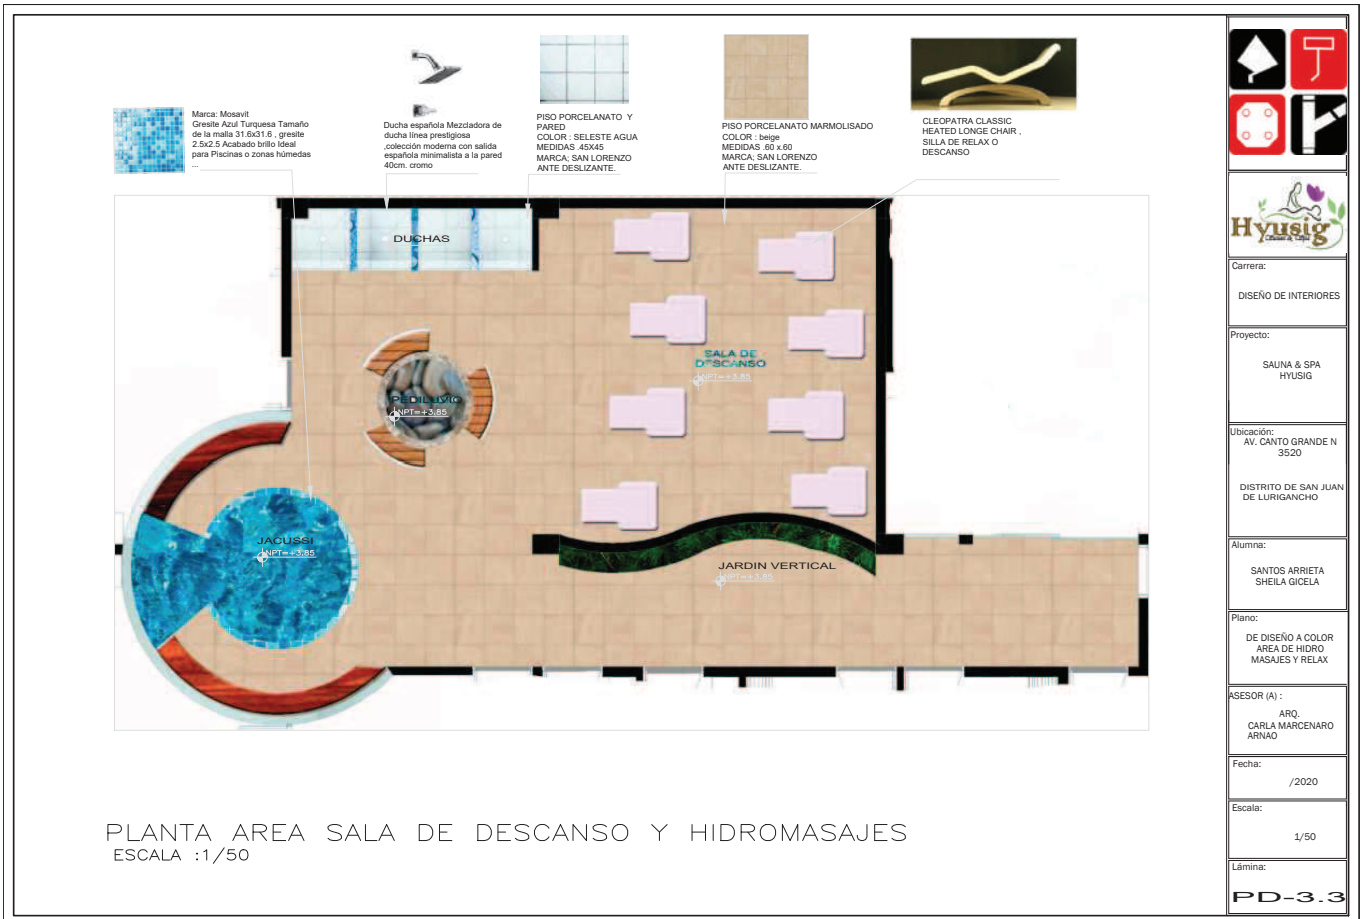 Marca: Mosavit
Gresite Azul Turquesa Tamaño
de la malla 31.6x31.6 , gresite
2.5x2.5 Acabado brillo Ideal
para Piscinas o zonas húmedas
...
Ducha española Mezcladora de
ducha línea prestigiosa
,colección moderna con salida
española minimalista a la pared
40cm. cromo
PISO PORCELANATO Y
PARED
COLOR : SELESTE AGUA
MEDIDAS .45X45
MARCA; SAN LORENZO
ANTE DESLIZANTE.
PISO PORCELANATO MARMOLISADO
COLOR : beige
MEDIDAS .60 x.60
MARCA; SAN LORENZO
ANTE DESLIZANTE.
CLEOPATRA CLASSIC
HEATED LONGE CHAIR ,
SILLA DE RELAX O
DESCANSO
DUCHAS
SALA DE
DESCANSO
NPT=+3.85
PEDILUVIO
NPT=+3.85
JACUSSI
NPT=+3.85
JARDIN VERTICAL
NPT=+3.85
PLANTA AREA SALA DE DESCANSO Y HIDROMASAJES
ESCALA :1/50
Hyusig
Carrera:
DISEÑO DE INTERIORES
Proyecto:
SAUNA & SPA
HYUSIG
Ubicación:
AV. CANTO GRANDE N
3520
DISTRITO DE SAN JUAN
DE LURIGANCHO
Alumna:
SANTOS ARRIETA
SHEILA GICELA
Plano:
DE DISEÑO A COLOR
AREA DE HIDRO
MASAJES Y RELAX
ASESOR (A) :
ARQ.
CARLA MARCENARO
ARNAO
Fecha:
/2020
Escala:
1/50
Lámina:
PD-3.3